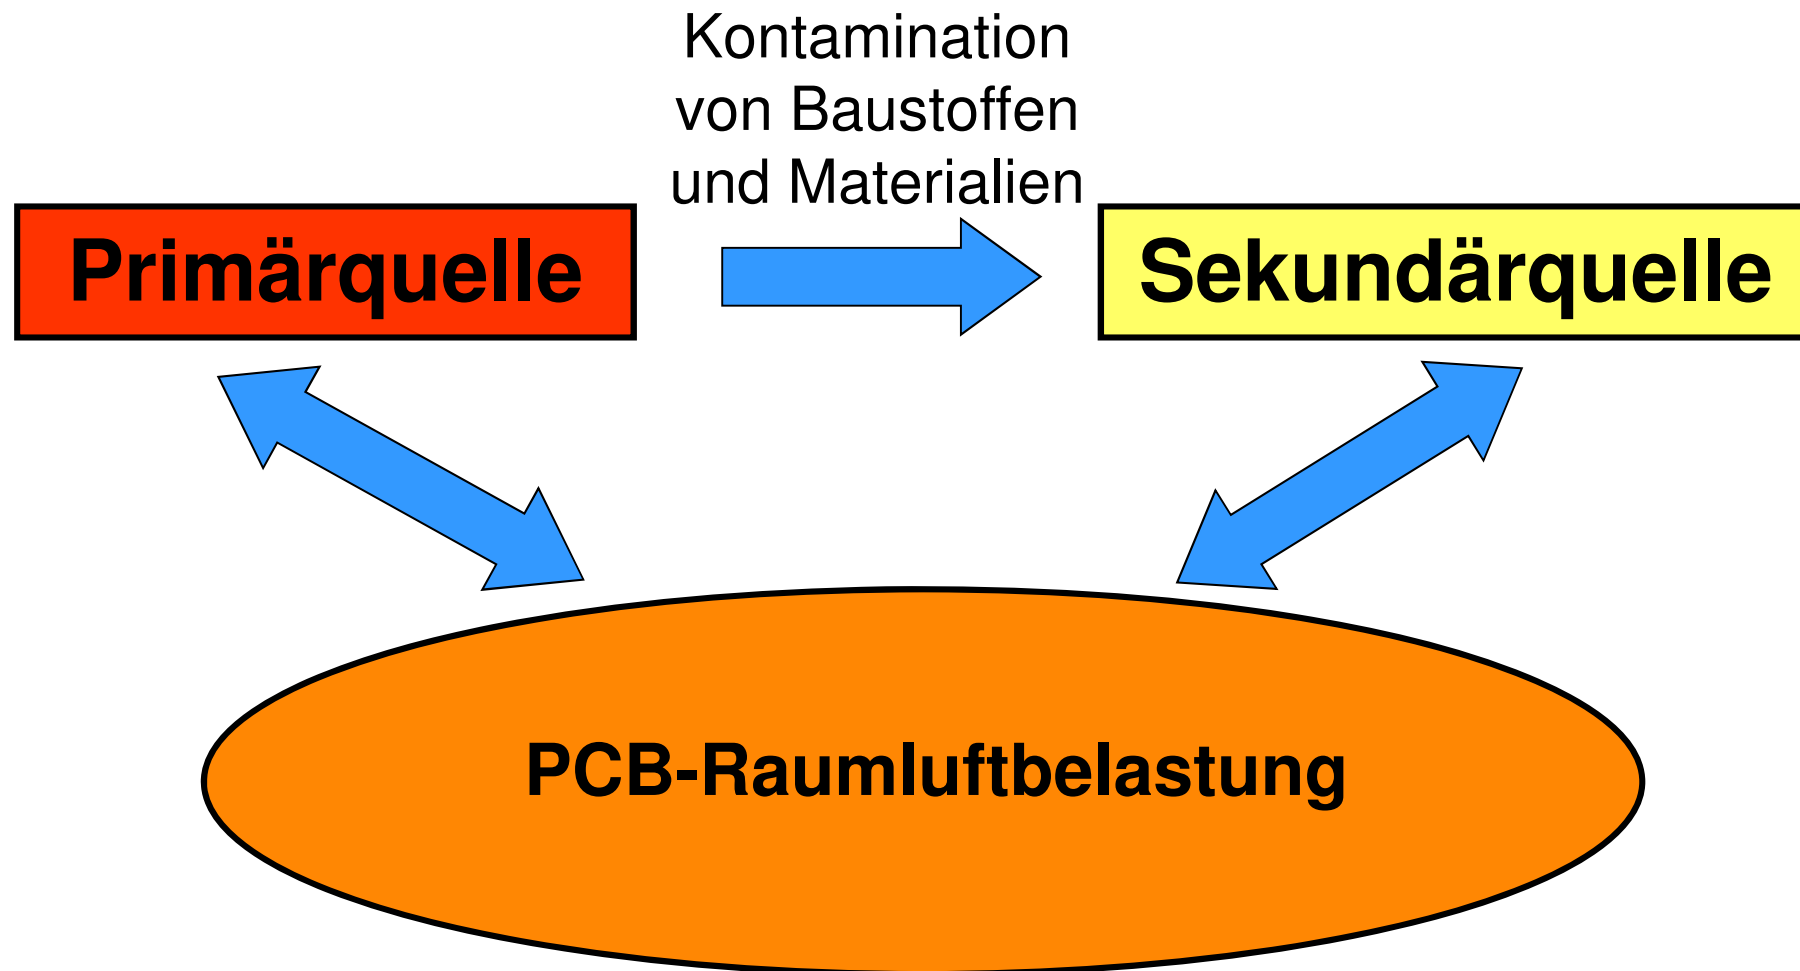 Kontamination
von Baustoffen
und Materialien
Primärquelle
Sekundärquelle
PCB-Raumluftbelastung